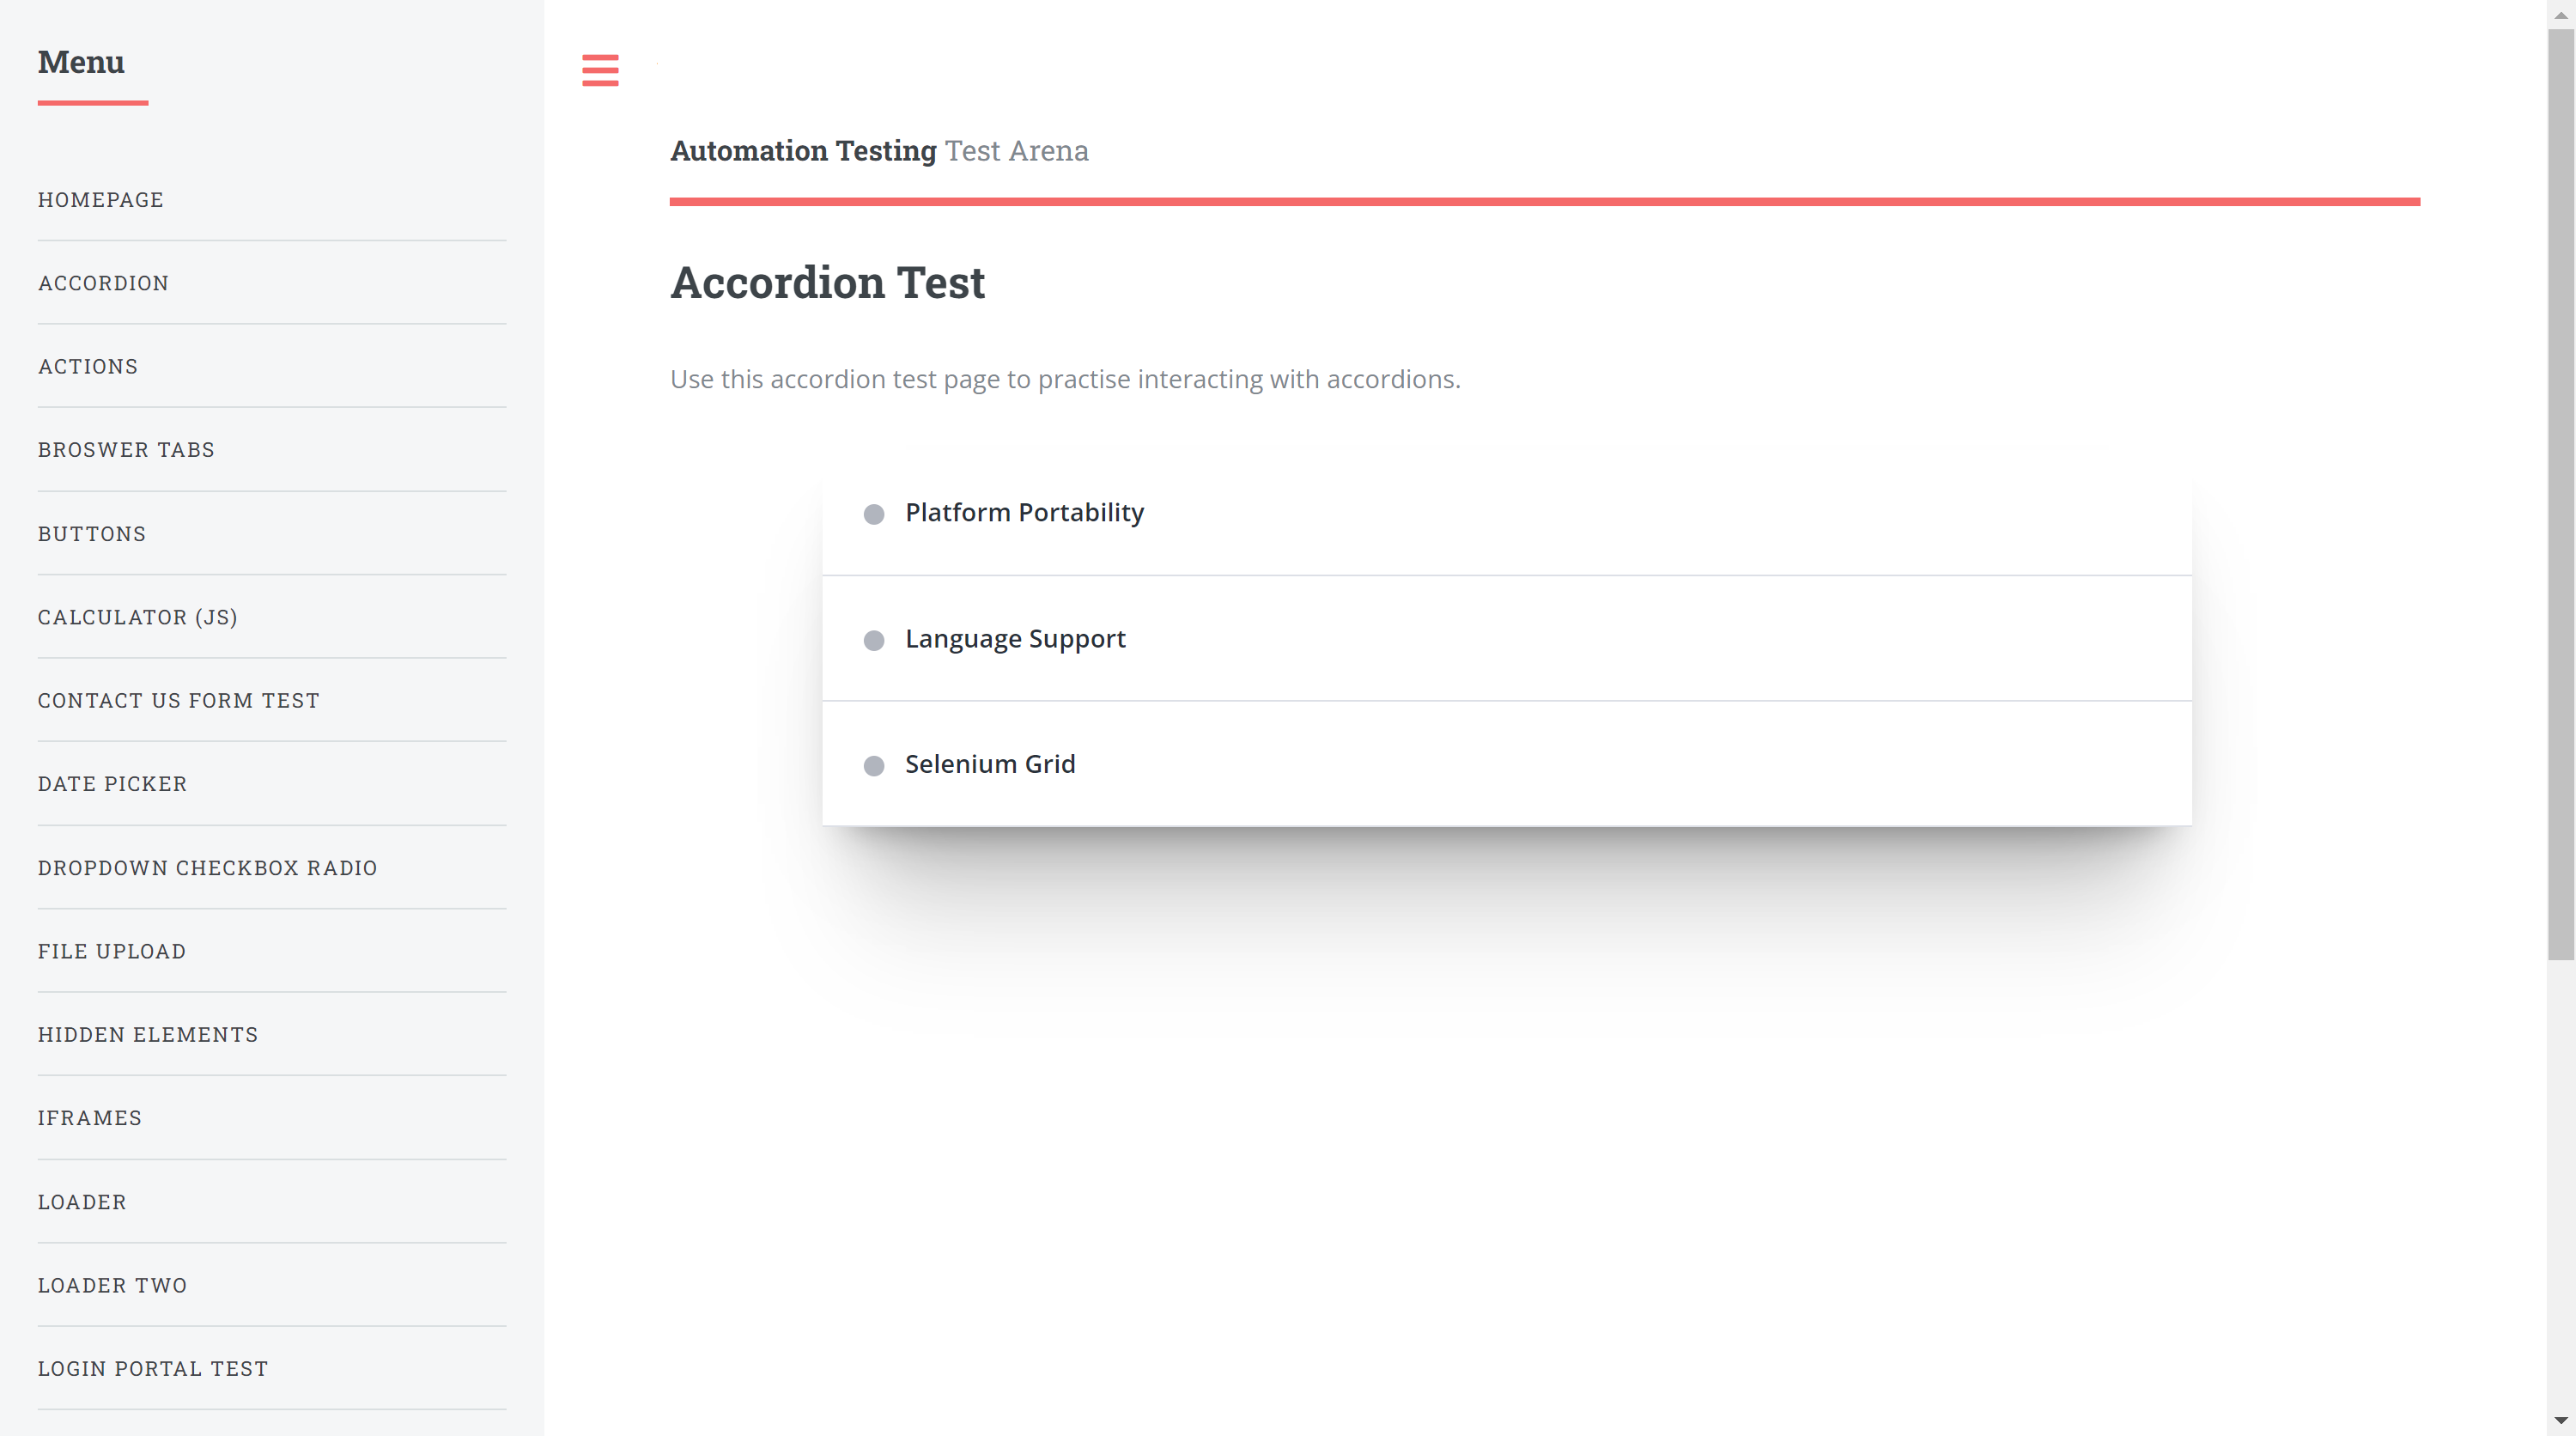 Menu
HOMEPAGE
ACCORDION
ACTIONS
BROSWER TABS
BUTTONS
CALCULATOR (JS)
CONTACT US FORM TEST
DATE PICKER
DROPDOWN CHECKBOX RADIO
FILE UPLOAD
HIDDEN ELEMENTS
IFRAMES
LOADER
LOADER TWO
LOGIN PORTAL TEST
Automation Testing Test Arena
Accordion Test
Use this accordion test page to practise interacting with accordions.
Platform Portability
Language Support
Selenium Grid